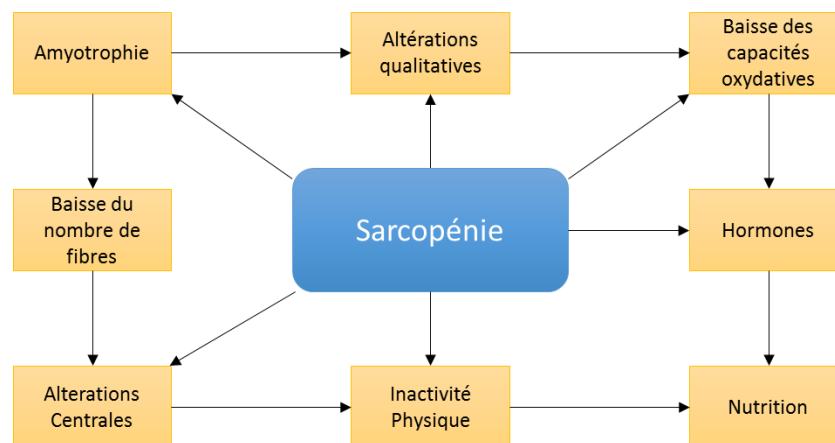 Amyotrophie
Altérations
qualitatives
Baisse des
capacités
oxydatives
Baisse du
nombre de
fibres
Sarcopénie
Hormones
Alterations
Centrales
Inactivité
Physique
Nutrition